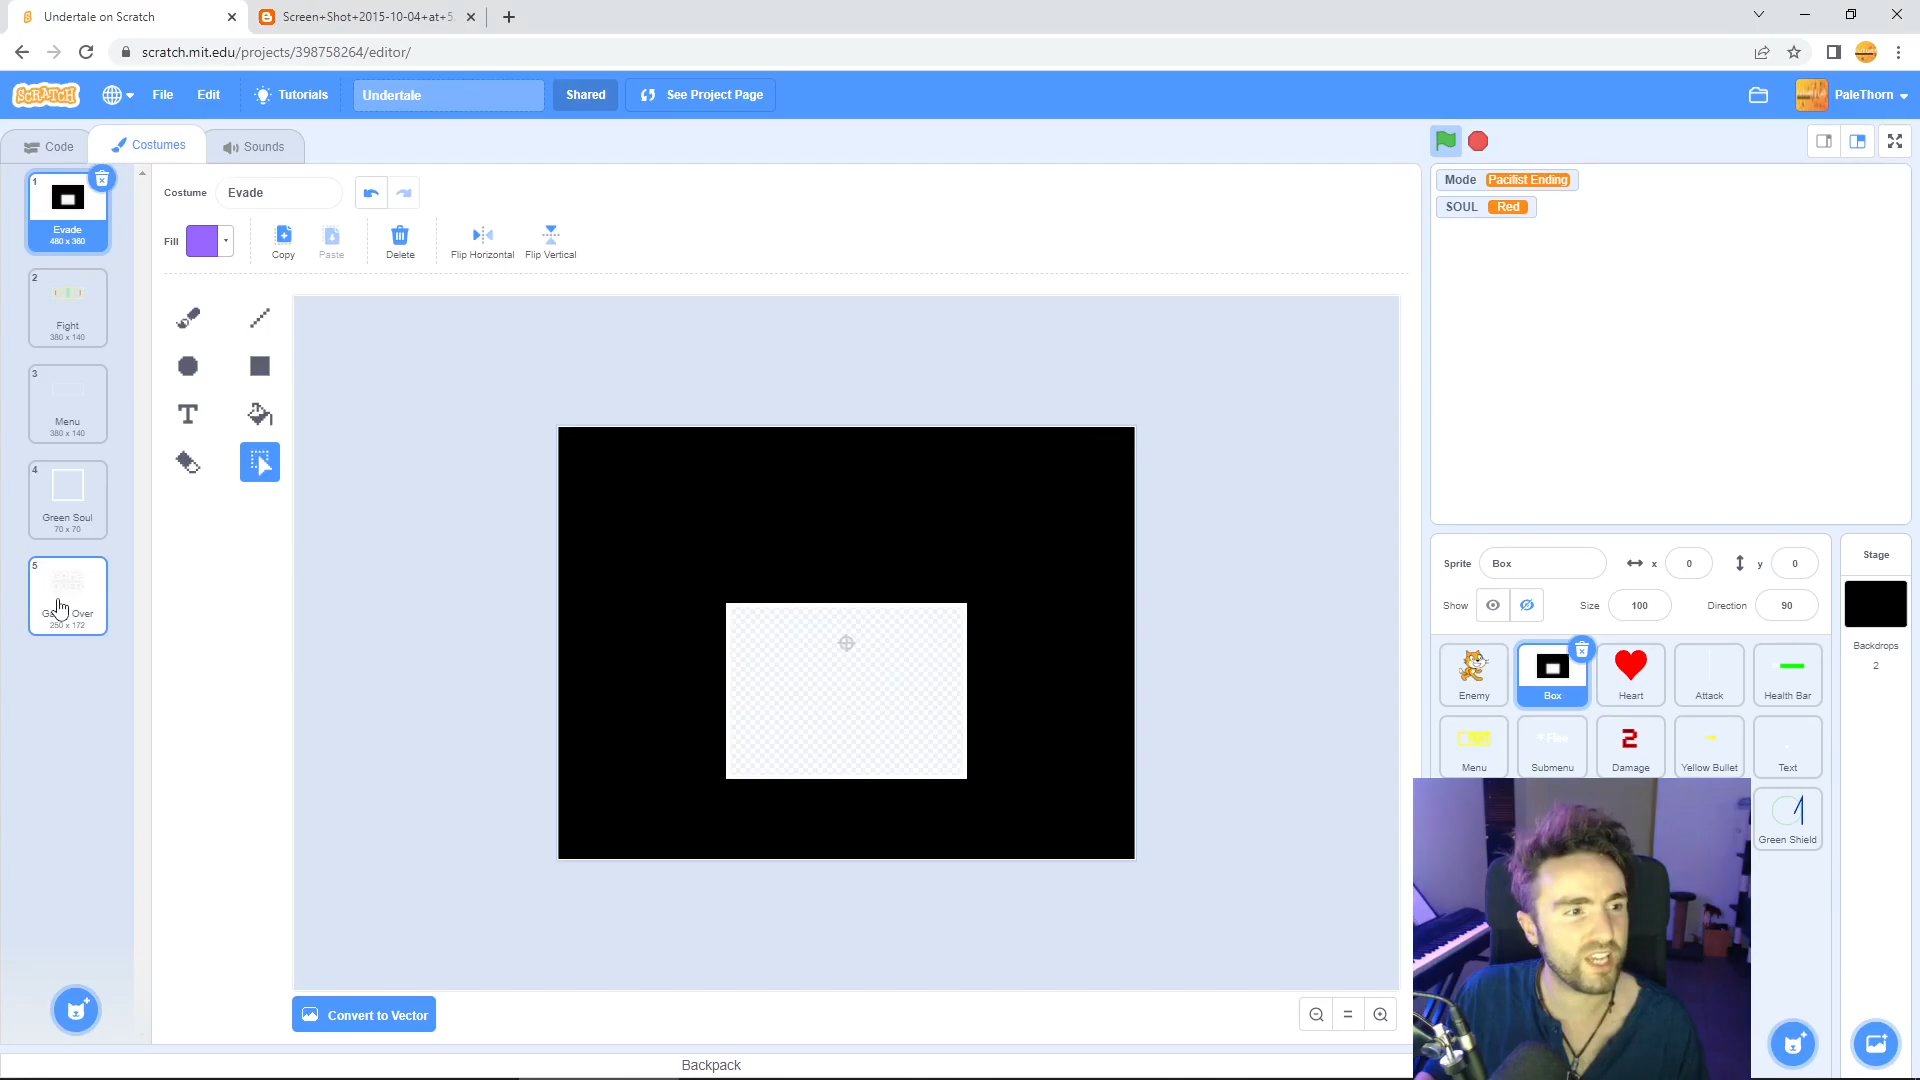 Undertale on Scratch
Screen+Shot+2015-10-04+at+5.
scratch.mit.edu/projects/398758264/editor/
SCRATCH
File
Edit
Tutorials
Undertale
Shared
See Project Page
PaleThorn
Code
Costumes
Sounds
1
Evade
480 x 360
2
Fight
380 x 140
3
Menu
380 x 140
4
Green Soul
70 x 70
5
Over
250 x 172
Costume
Evade
Fill
Copy
Paste
Delete
Flip Horizontal
Flip Vertical
T
Convert to Vector
Backpack
Mode Pacifist Ending
SOUL Red
Sprite Box x 0 y 0
Show Size 100 Direction 90
Enemy
Box
Heart
Attack
Health Bar
Menu
* Flee
Submenu
2
Damage
Yellow Bullet
Text
Green Shield
Stage
Backdrops
2